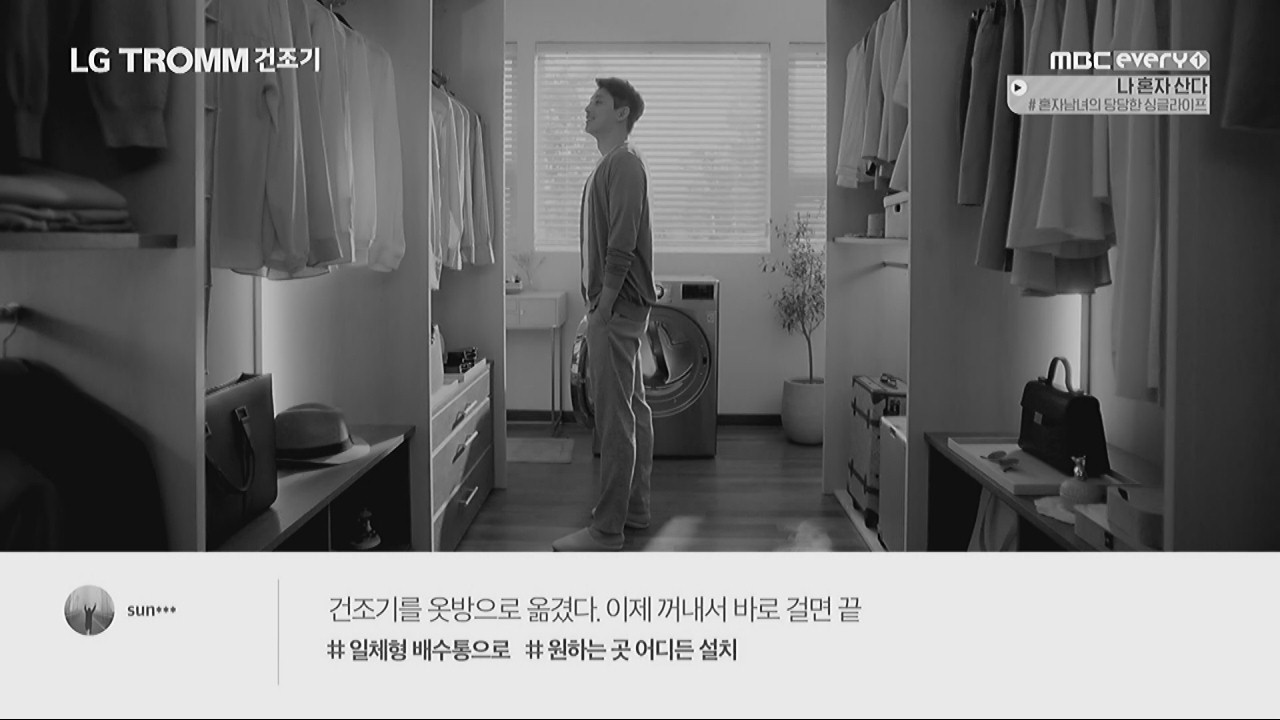 LG TROMM 건조기
MBC every1
나 혼자 산다
# 혼자남녀의 당당한 싱글라이프
sun***
건조기를 옷방으로 옮겼다. 이제 꺼내서 바로 걸면 끝
# 일체형 배수통으로 # 원하는 곳 어디든 설치